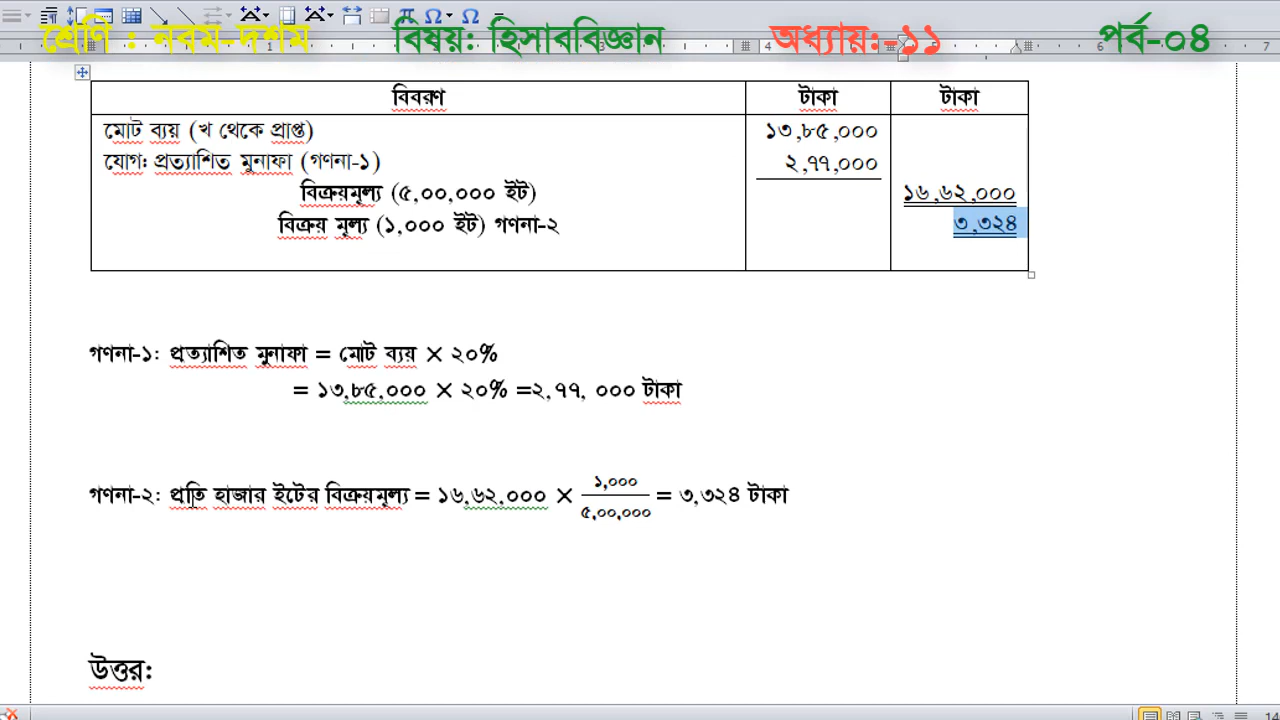 শ্রেণি : নবম-দশম বিষয়: হিসাববিজ্ঞান অধ্যায়:-১১ পর্ব-০৪
বিবরণ টাকা টাকা
মোট ব্যয় (খ থেকে প্রাপ্ত) ১৩,৮৫,০০০
যোগঃ প্রত্যাশিত মুনাফা (গণনা-১) ২,৭৭,০০০
বিক্রয়মূল্য (৫,০০,০০০ ইট) ১৬,৬২,০০০
বিক্রয় মূল্য (১,০০০ ইট) গণনা-২ ৩,৩২৪
গণনা-১: প্রত্যাশিত মুনাফা = মোট ব্যয় × ২০%
= ১৩,৮৫,০০০ × ২০% =২,৭৭, ০০০ টাকা
গণনা-২: প্রতি হাজার ইটের বিক্রয়মূল্য = ১৬,৬২,০০০ × ১,০০০/৫,০০,০০০ = ৩,৩২৪ টাকা
উত্তর: